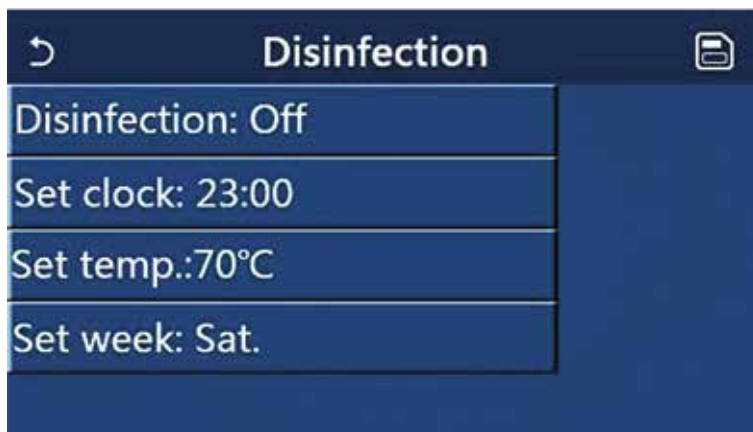 Disinfection
Disinfection: Off
Set clock: 23:00
Set temp.:70°C
Set week: Sat.